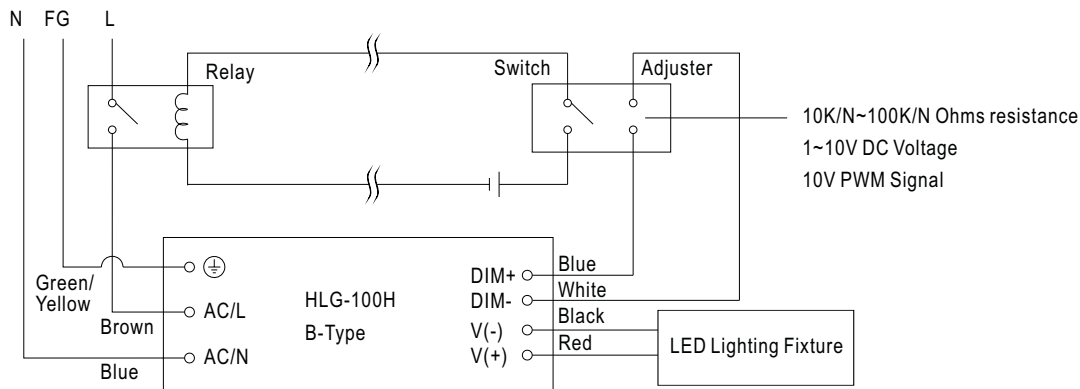 N FG L
Relay
Switch
Adjuster
10K/N~100K/N Ohms resistance
1~10V DC Voltage
10V PWM Signal
Green/
Yellow
Brown
Blue
AC/L
AC/N
HLG-100H
B-Type
DIM+
DIM-
V(-)
V(+)
Blue
White
Black
Red
LED Lighting Fixture